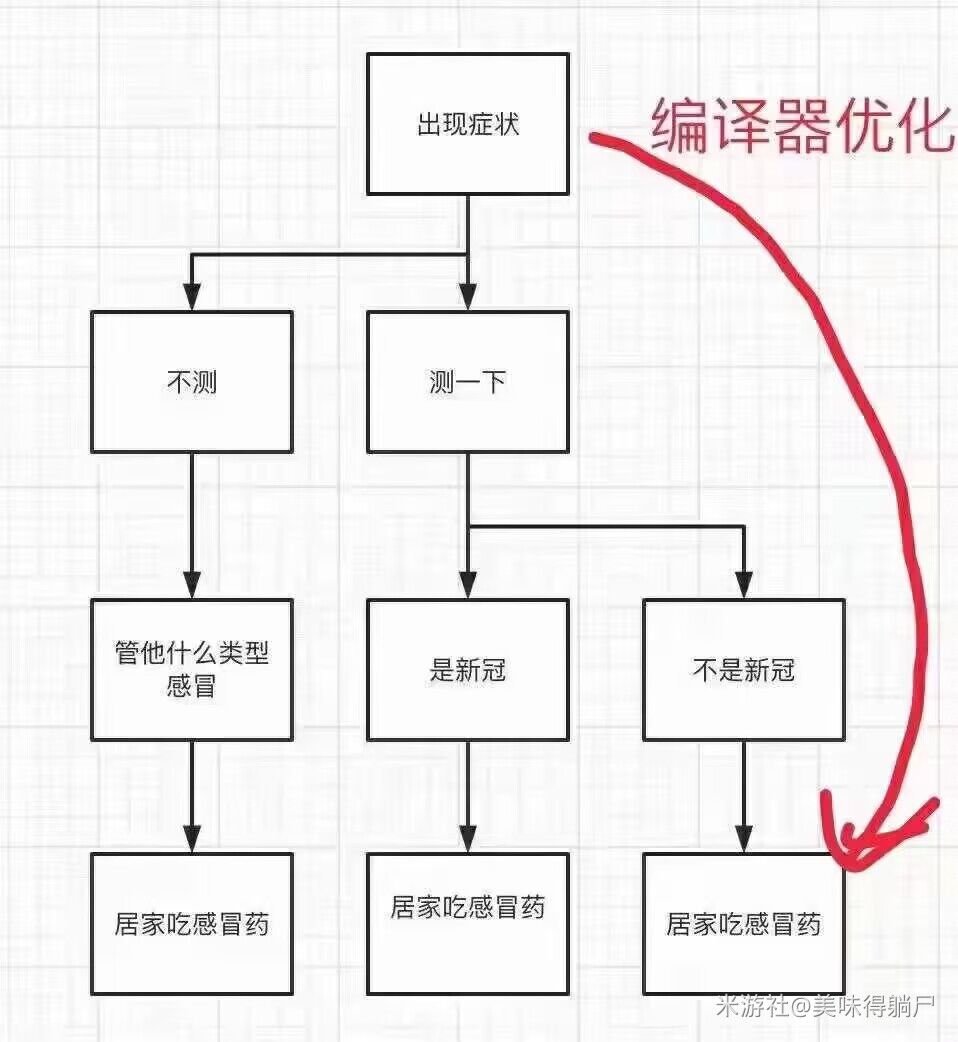 出现症状
编译器优化
不测
测一下
管他什么类型
感冒
是新冠
不是新冠
居家吃感冒药
居家吃感冒药
居家吃感冒药
米游社@美味得躺尸